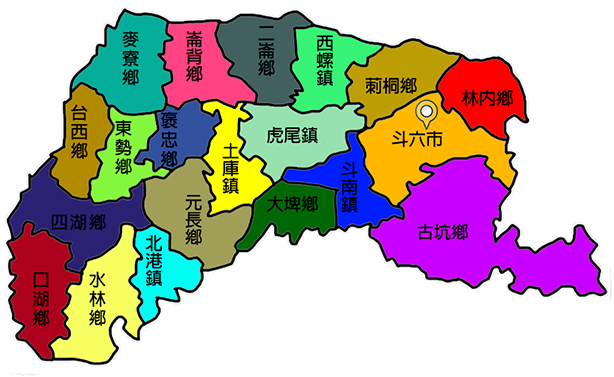 麥寮鄉
崙背鄉
二崙鄉
西螺鎮
莿桐鄉
林內鄉
台西鄉
東勢鄉
褒忠鄉
土庫鎮
虎尾鎮
斗六市
斗南鎮
大埤鄉
古坑鄉
四湖鄉
元長鄉
北港鎮
口湖鄉
水林鄉